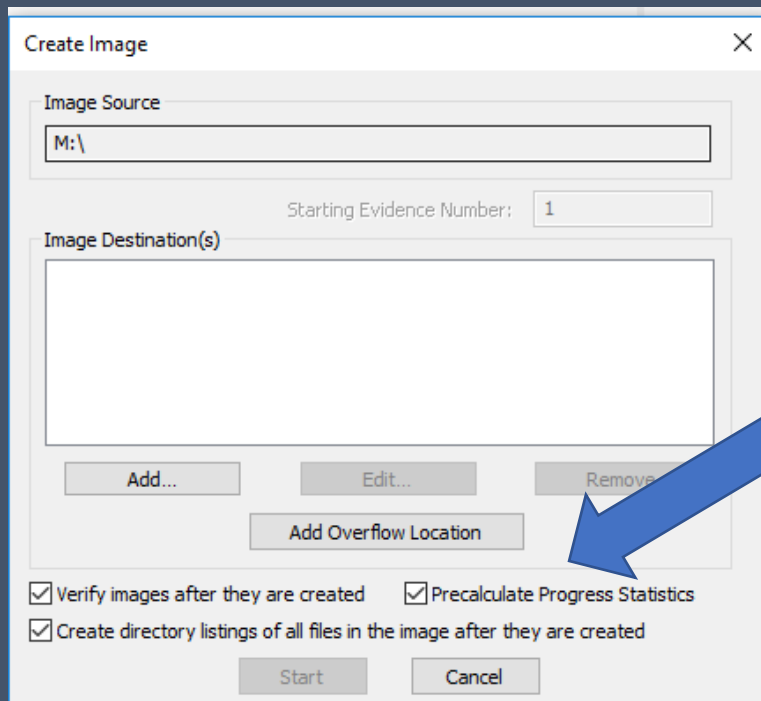 Create Image
Image Source
M:\
Starting Evidence Number: 1
Image Destination(s)
Add... Edit... Remove
Add Overflow Location
Verify images after they are created Precalculate Progress Statistics
Create directory listings of all files in the image after they are created
Start Cancel